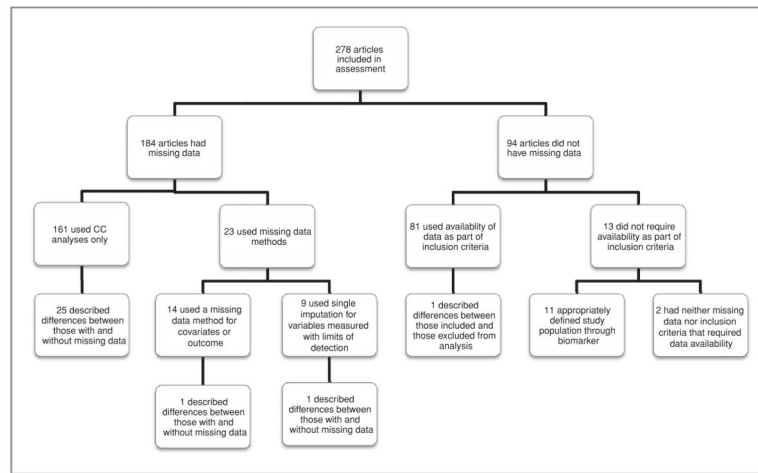 278 articles
included in
assessment
184 articles had
missing data
94 articles did not
have missing data
161 used CC
analyses only
23 used missing data
methods
81 used availablity of
data as part of
inclusion criteria
13 did not require
availability as part of
inclusion criteria
25 described
differences between
those with and
without missing data
14 used a missing
data method for
covariates or
outcome
9 used single
imputation for
variables measured
with limits of
detection
1 described
differences between
those included and
those excluded from
analysis
11 appropriately
defined study
population through
biomarker
2 had neither missing
data nor inclusion
criteria that required
data availability
1 described
differences between
those with and
without missing data
1 described
differences between
those with and
without missing data